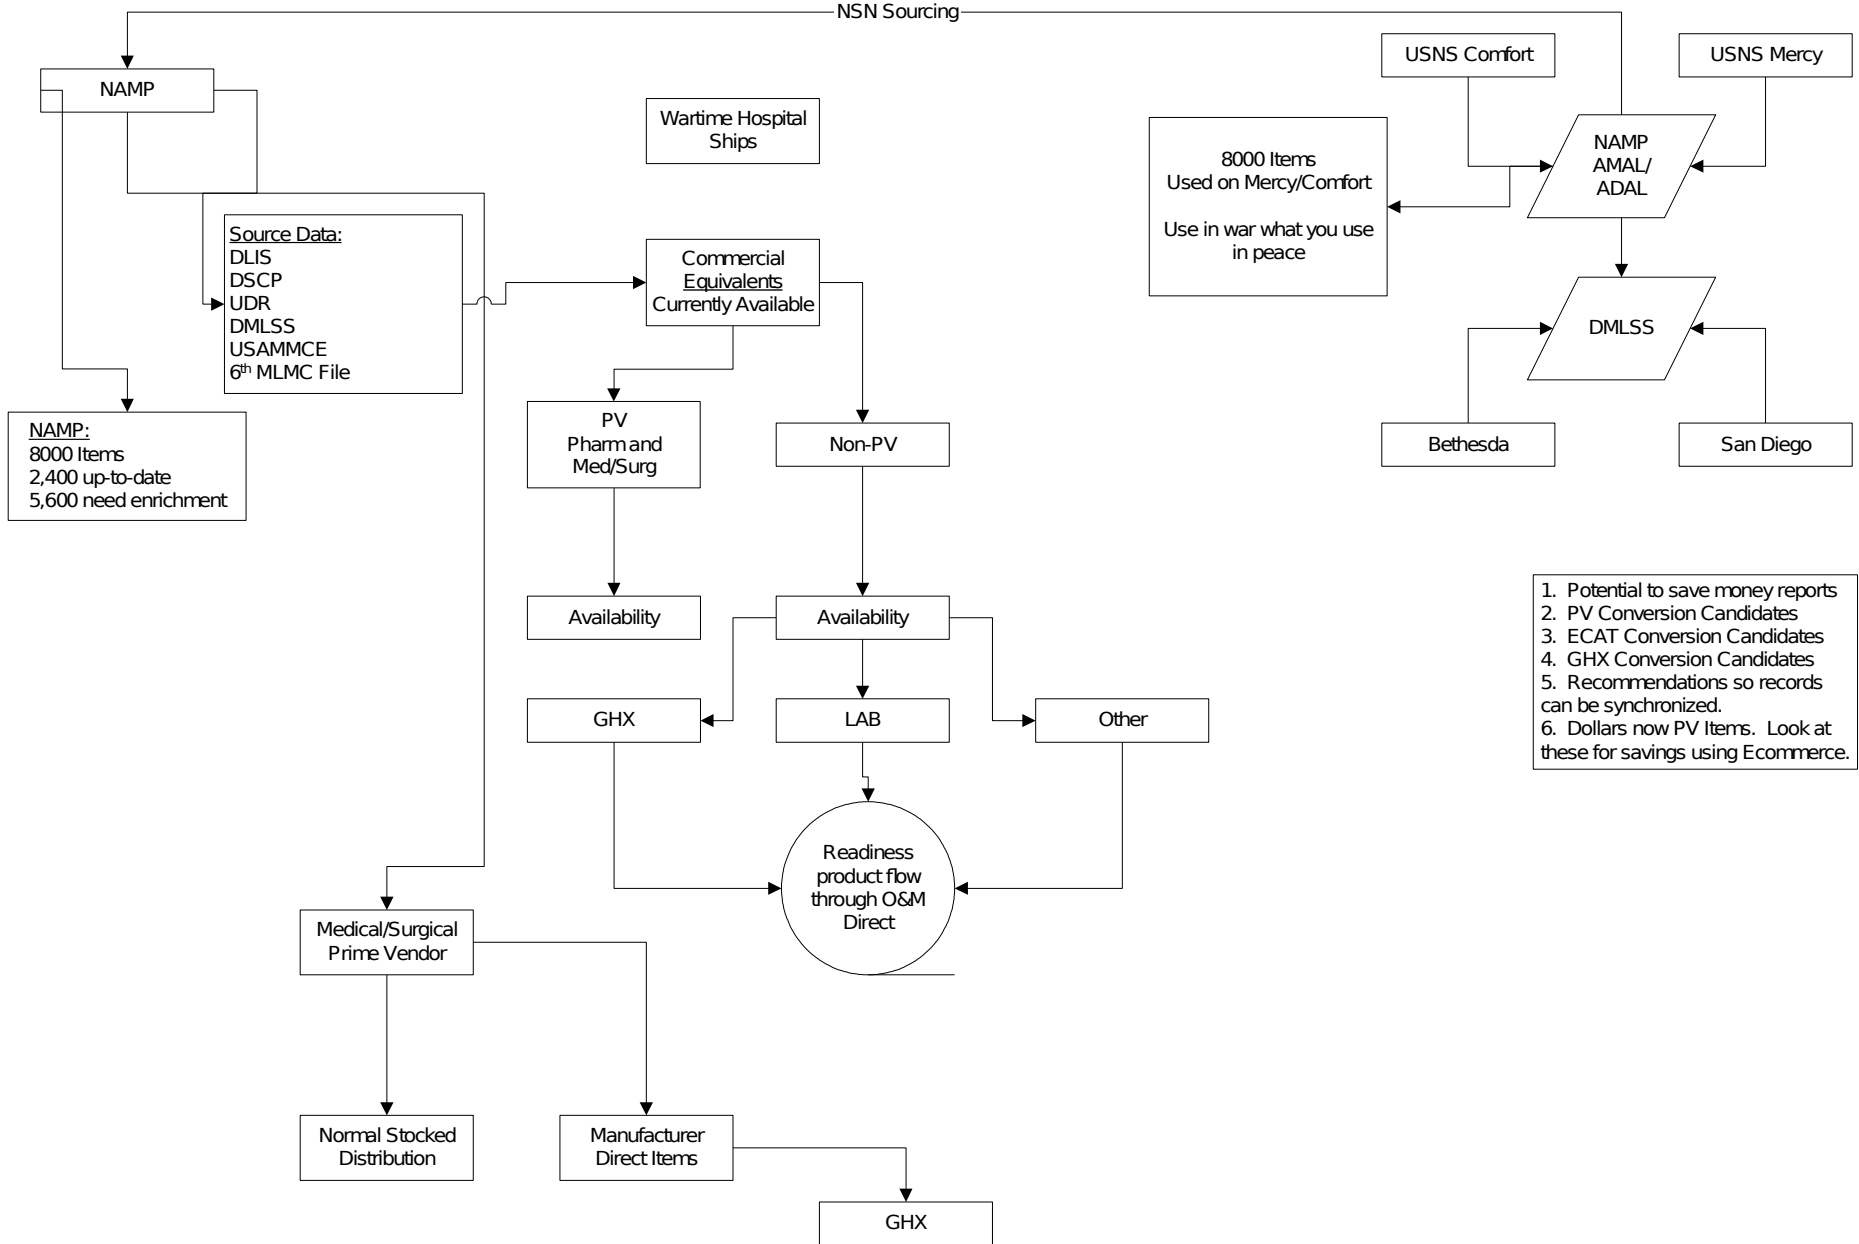 NSN Sourcing
USNS Comfort
USNS Mercy
NAMP
Wartime Hospital
Ships
8000 Items
Used on Mercy/Comfort
Use in war what you use
in peace
NAMP
AMAL/
ADAL
Source Data:
DLIS
DSCP
UDR
DMLSS
USAMMCE
6th MLMC File
Commercial
Equivalents
Currently Available
DMLSS
NAMP:
8000 Items
2,400 up-to-date
5,600 need enrichment
PV
Pharm and
Med/Surg
Non-PV
Bethesda
San Diego
Availability
Availability
1. Potential to save money reports
2. PV Conversion Candidates
3. ECAT Conversion Candidates
4. GHX Conversion Candidates
5. Recommendations so records
can be synchronized.
6. Dollars now PV Items. Look at
these for savings using Ecommerce.
GHX
LAB
Other
Readiness
product flow
through O&M
Direct
Medical/Surgical
Prime Vendor
Normal Stocked
Distribution
Manufacturer
Direct Items
GHX